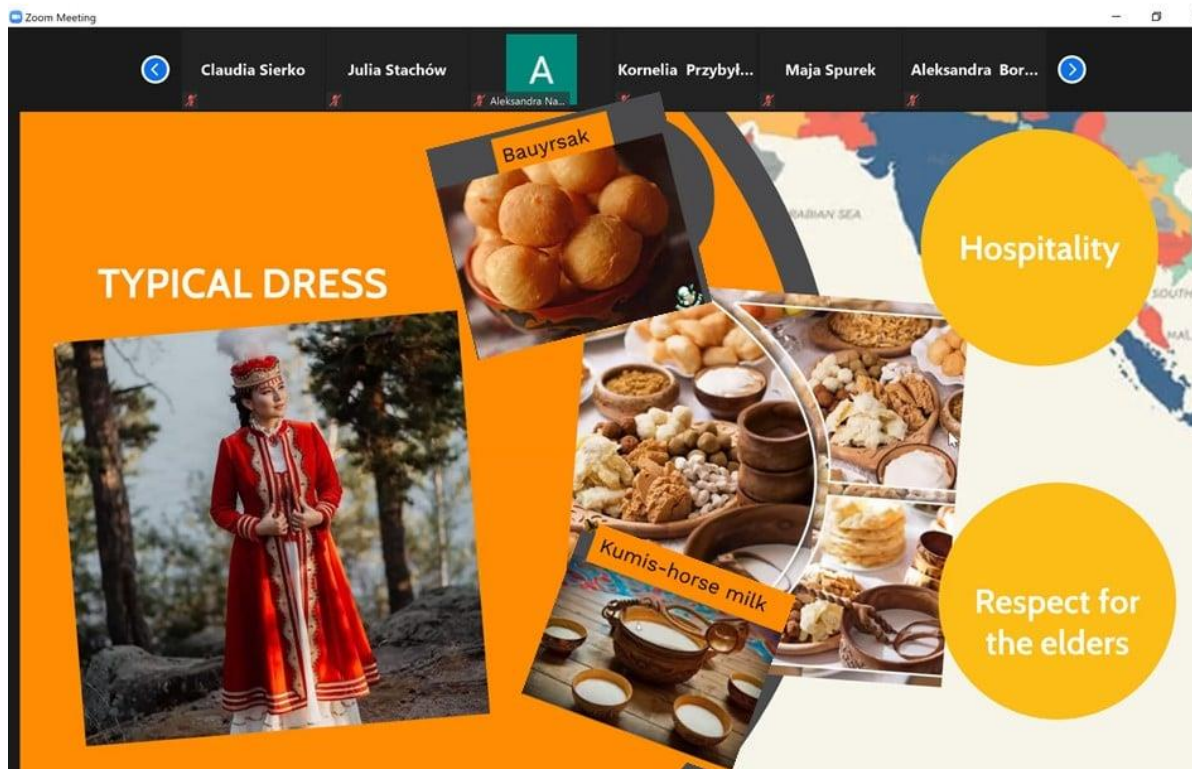 Zoom Meeting
Claudia Sierko
Julia Stachów
A
Aleksandra Na...
Kornelia Przybył...
Maja Spurek
Aleksandra Bor...
Bauyrsak
TYPICAL DRESS
Hospitality
SEA
SOUTH
Kumis-horse milk
Respect for
the elders